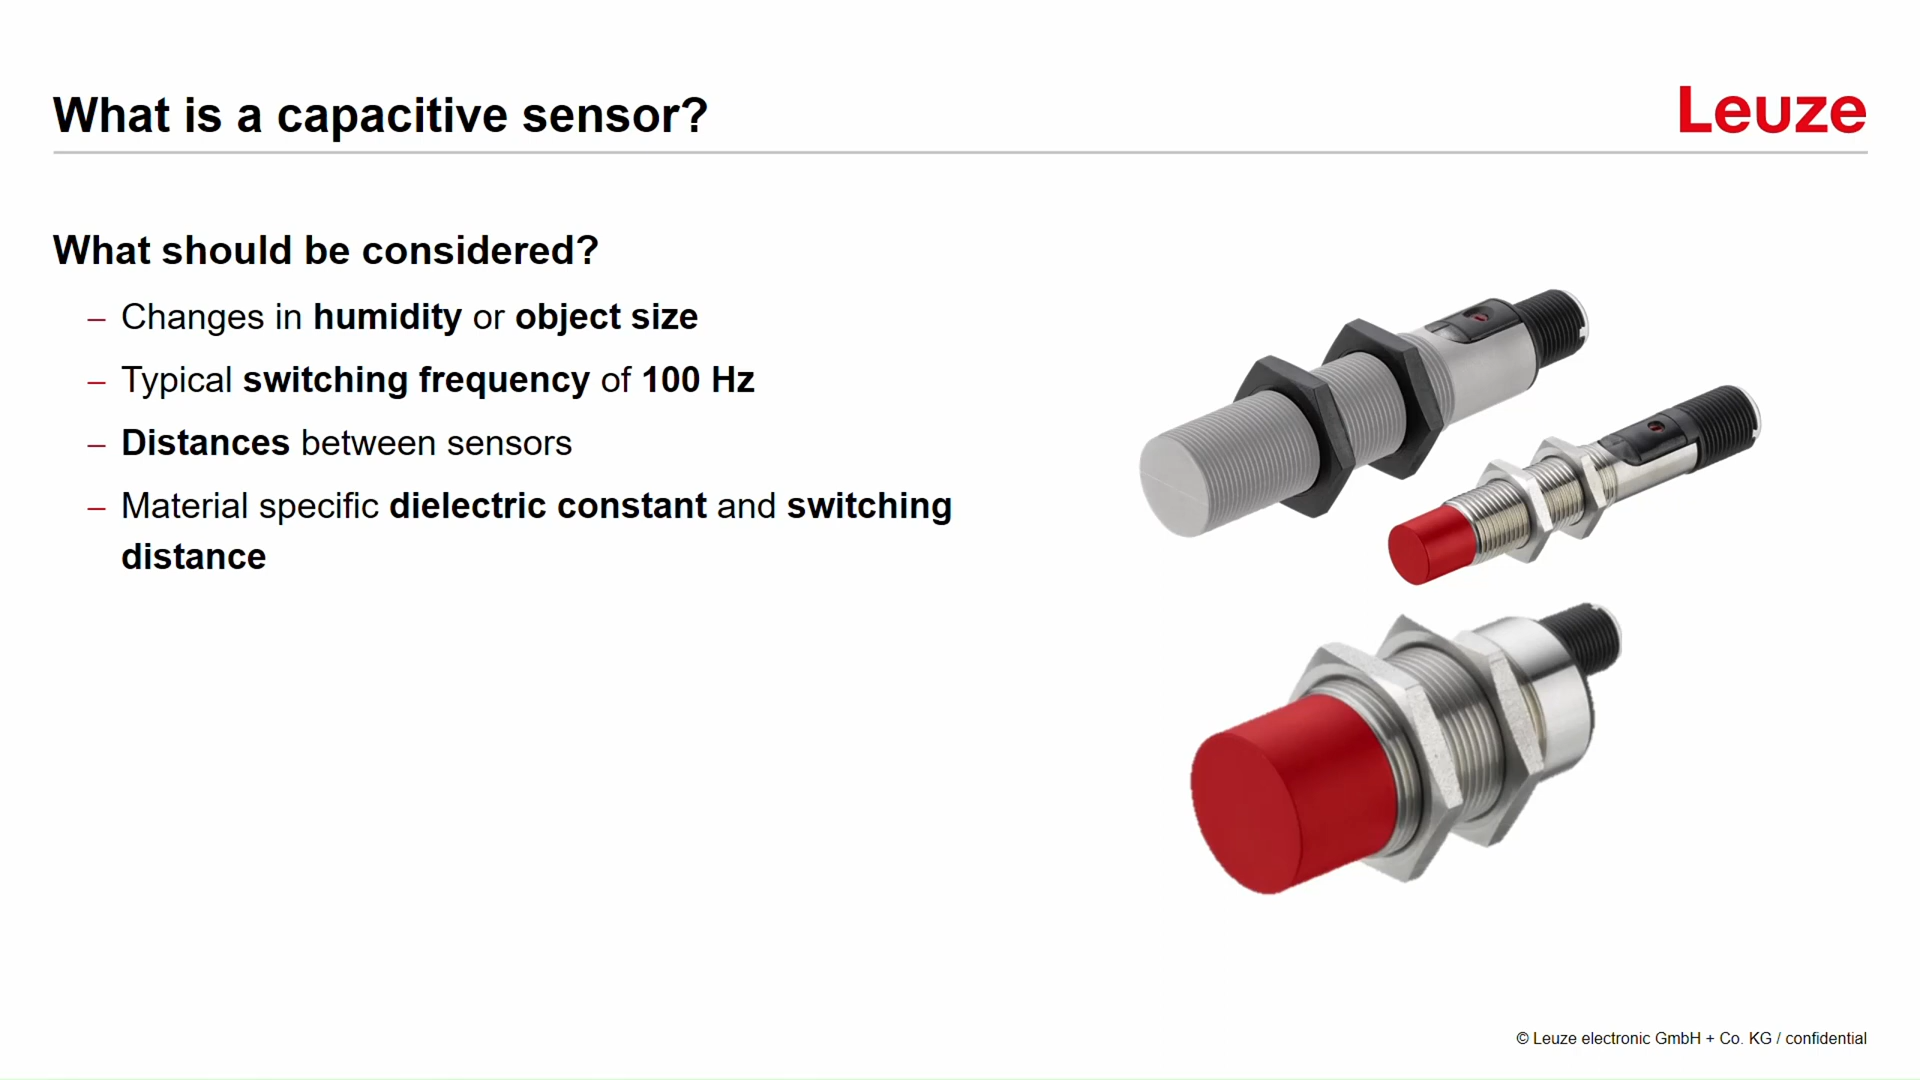 What is a capacitive sensor?
Leuze
What should be considered?
– Changes in humidity or object size
– Typical switching frequency of 100 Hz
– Distances between sensors
– Material specific dielectric constant and switching
distance
© Leuze electronic GmbH + Co. KG / confidential